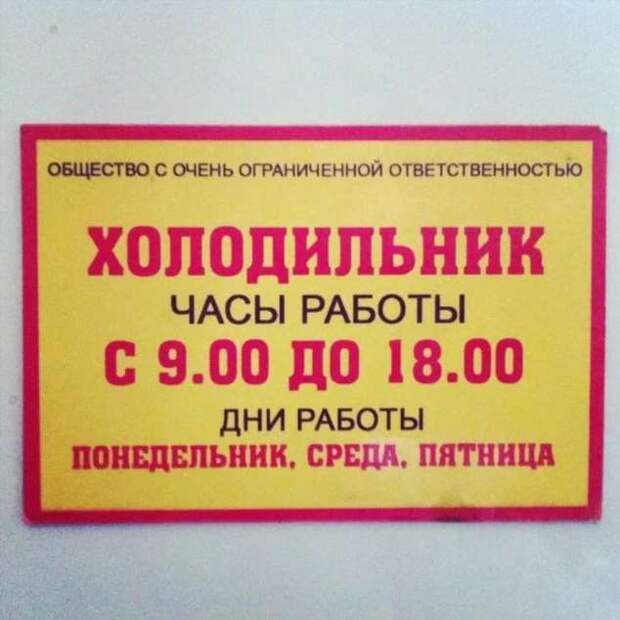 ОБЩЕСТВО С ОЧЕНЬ ОГРАНИЧЕННОЙ ОТВЕТСТВЕННОСТЬЮ
ХОЛОДИЛЬНИК
ЧАСЫ РАБОТЫ
С 9.00 ДО 18.00
ДНИ РАБОТЫ
ПОНЕДЕЛЬНИК, СРЕДА, ПЯТНИЦА